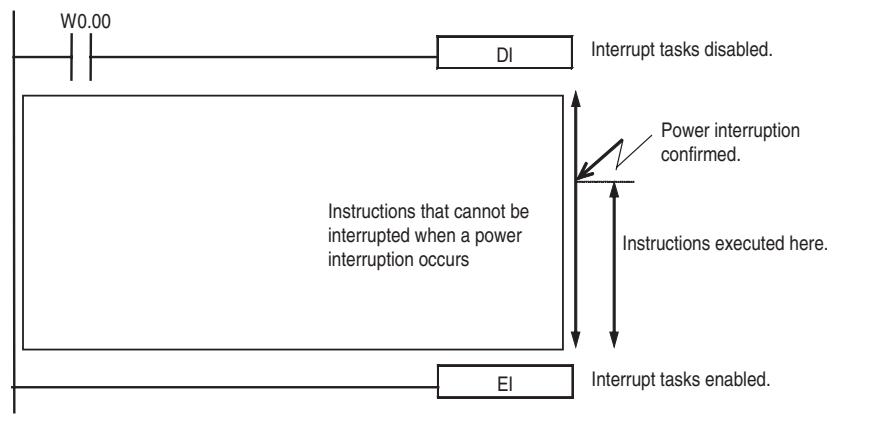 W0.00
DI
Interrupt tasks disabled.
Power interruption
confirmed.
Instructions that cannot be
interrupted when a power
interruption occurs
Instructions executed here.
EI
Interrupt tasks enabled.